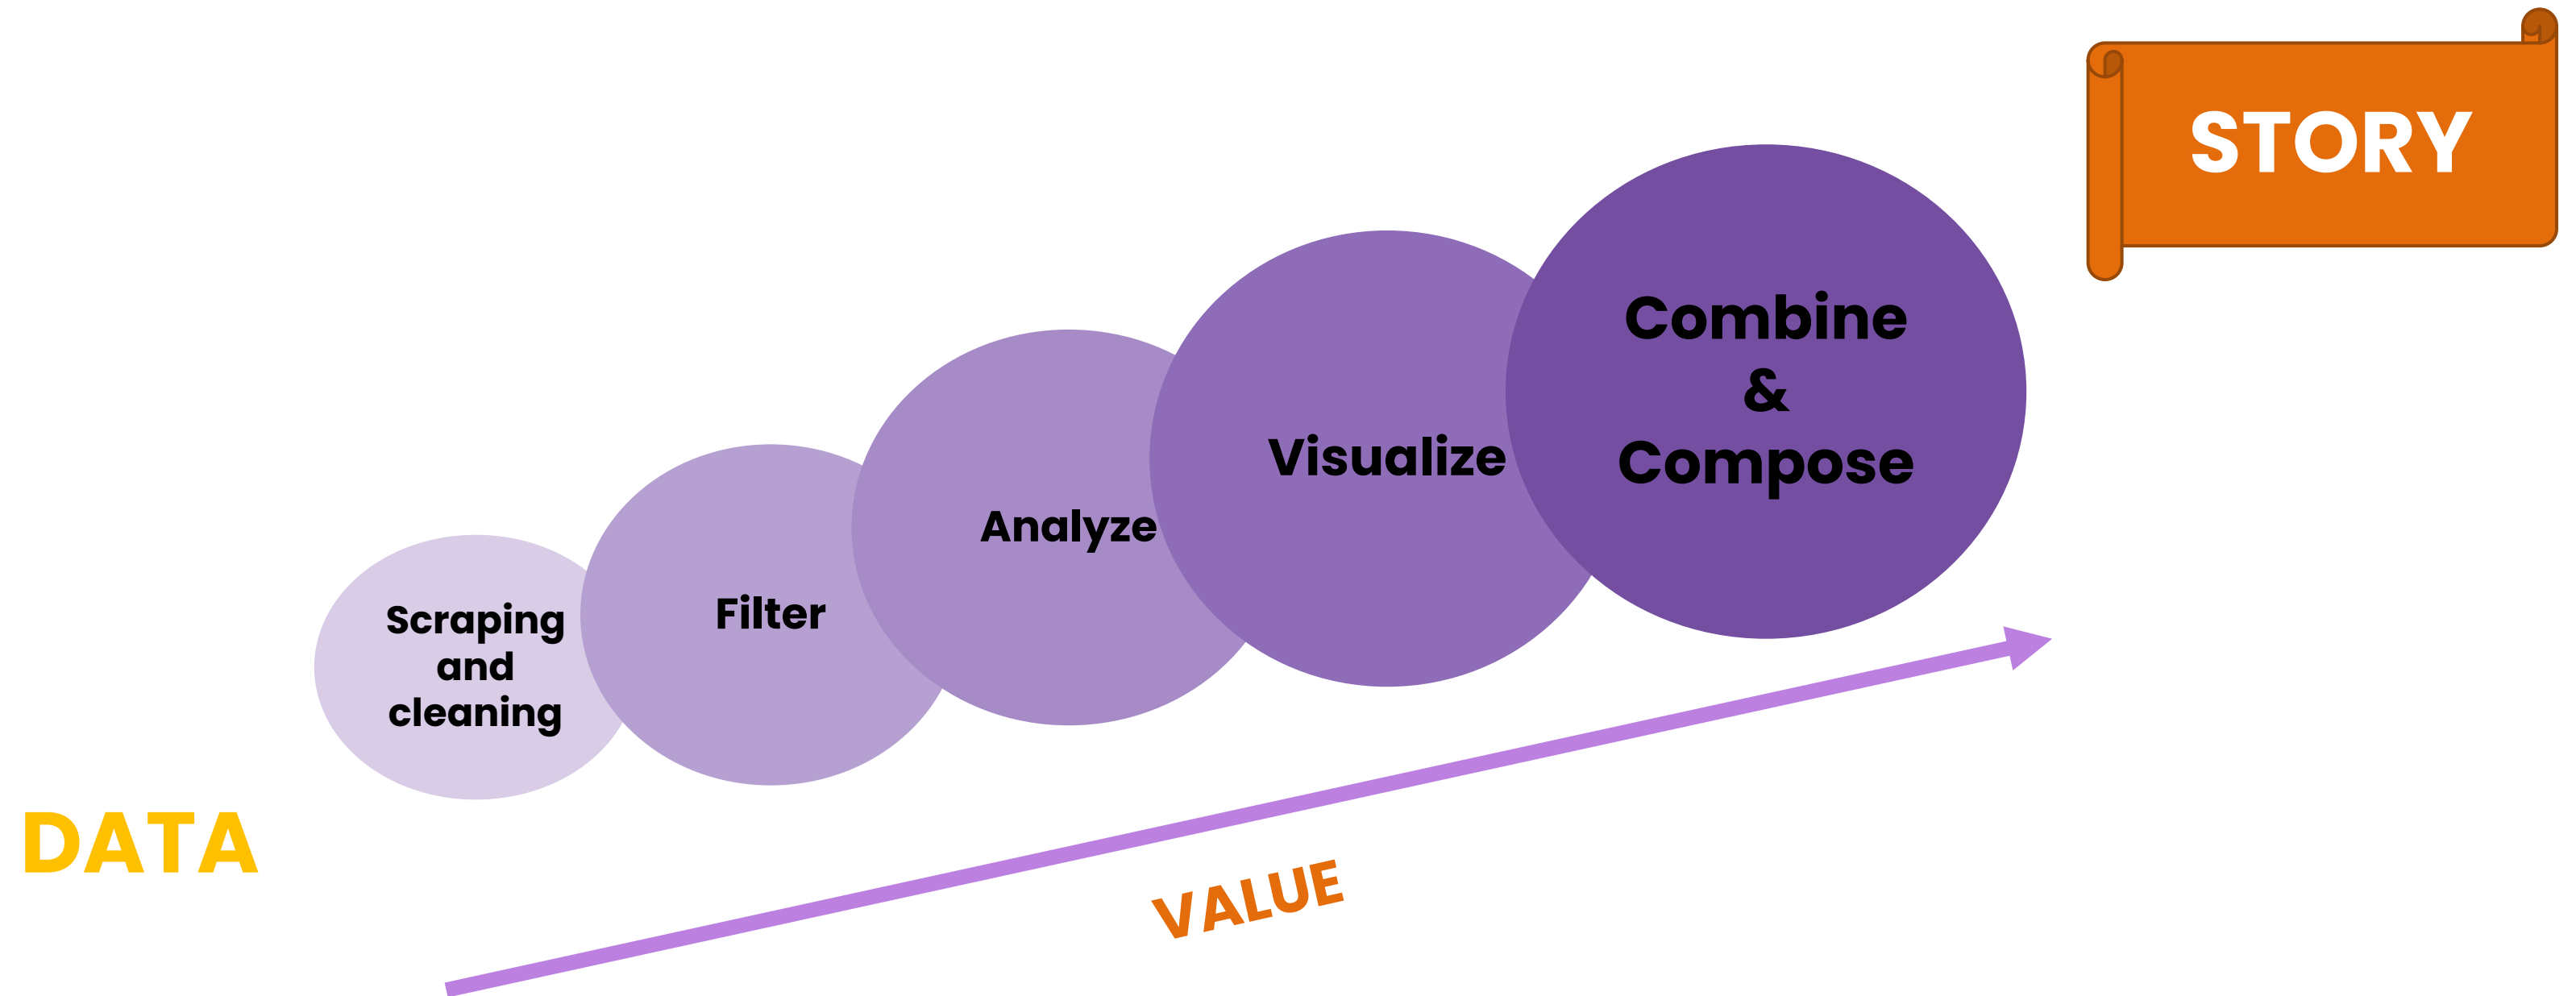 DATA
Scraping
and
cleaning
Filter
Analyze
Visualize
Combine
&
Compose
STORY
VALUE